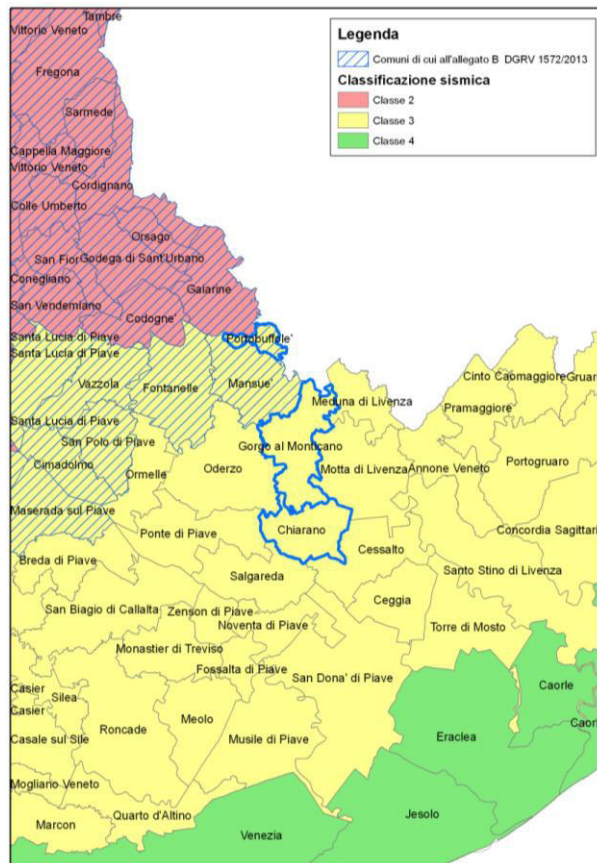 Legenda
Comuni di cui all'allegato B DGRV 1572/2013
Classificazione sismica
Classe 2
Classe 3
Classe 4
Tambre
Vittorio Veneto
Fregona
Sarmede
Cappella Maggiore
Vittorio Veneto
Cordignano
Colle Umberto
Orsago
San Fior
Godega di Sant'Urbano
Conegliano
Gaiarine
San Vendemiano
Codogne'
Santa Lucia di Piave
Portobuffole'
Santa Lucia di Piave
Vazzola
Fontanelle
Mansue'
Meduna di Livenza
Cinto Caomaggiore
Gruar
Pramaggiore
Santa Lucia di Piave
San Polo di Piave
Gorgo al Monticano
Cimadolmo
Ormelle
Oderzo
Motta di Livenza
Annone Veneto
Portogruaro
Maserada sul Piave
Ponte di Piave
Chiarano
Concordia Sagittari
Breda di Piave
Cessalto
Salgareda
Santo Stino di Livenza
San Biagio di Callalta
Zenson di Piave
Ceggia
Noventa di Piave
Torre di Mosto
Monastier di Treviso
Fossalta di Piave
San Dona' di Piave
Casier
Silea
Caorle
Casier
Meolo
Roncade
Eraclea
Caorl
Casale sul Sile
Musile di Piave
Mogliano Veneto
Quarto d'Altino
Jesolo
Marcon
Venezia